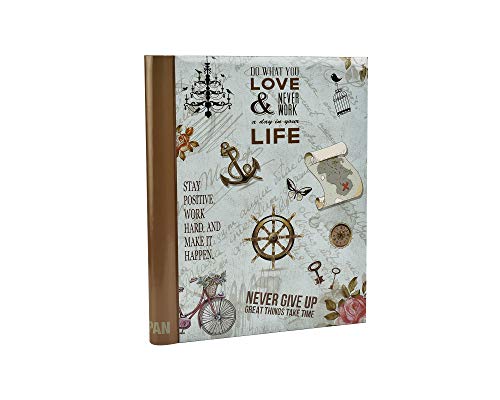 DO WHAT YOU
LOVE
& NEVER
WORK
a day in your
LIFE
STAY
POSITIVE,
WORK
HARD, AND
MAKE IT
HAPPEN.
NEVER GIVE UP
GREAT THINGS TAKE TIME
PAN